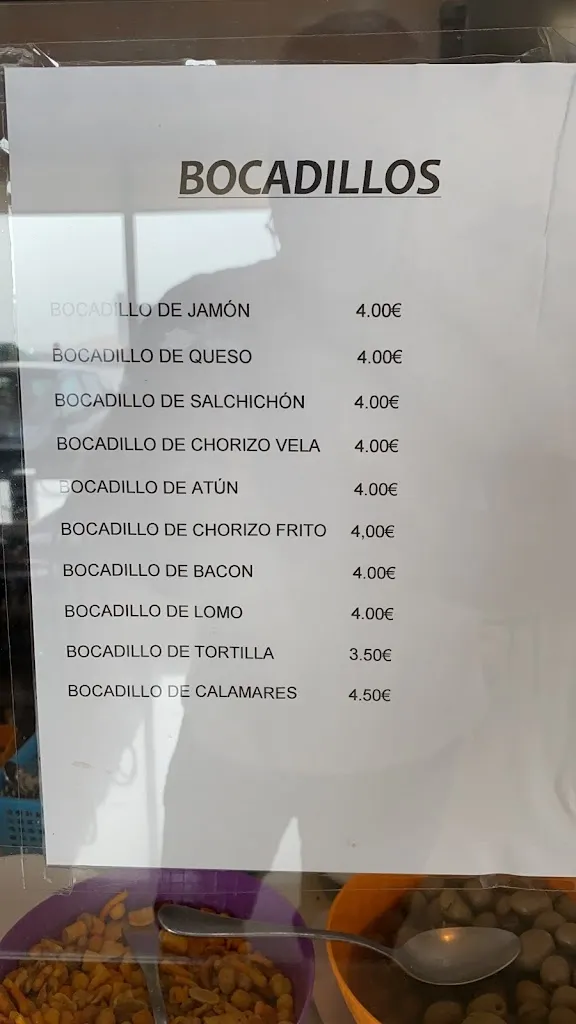 BOCADILLOS
BOCADILLO DE JAMÓN 4.00€
BOCADILLO DE QUESO 4.00€
BOCADILLO DE SALCHICHÓN 4.00€
BOCADILLO DE CHORIZO VELA 4.00€
BOCADILLO DE ATÚN 4.00€
BOCADILLO DE CHORIZO FRITO 4,00€
BOCADILLO DE BACON 4.00€
BOCADILLO DE LOMO 4.00€
BOCADILLO DE TORTILLA 3.50€
BOCADILLO DE CALAMARES 4.50€